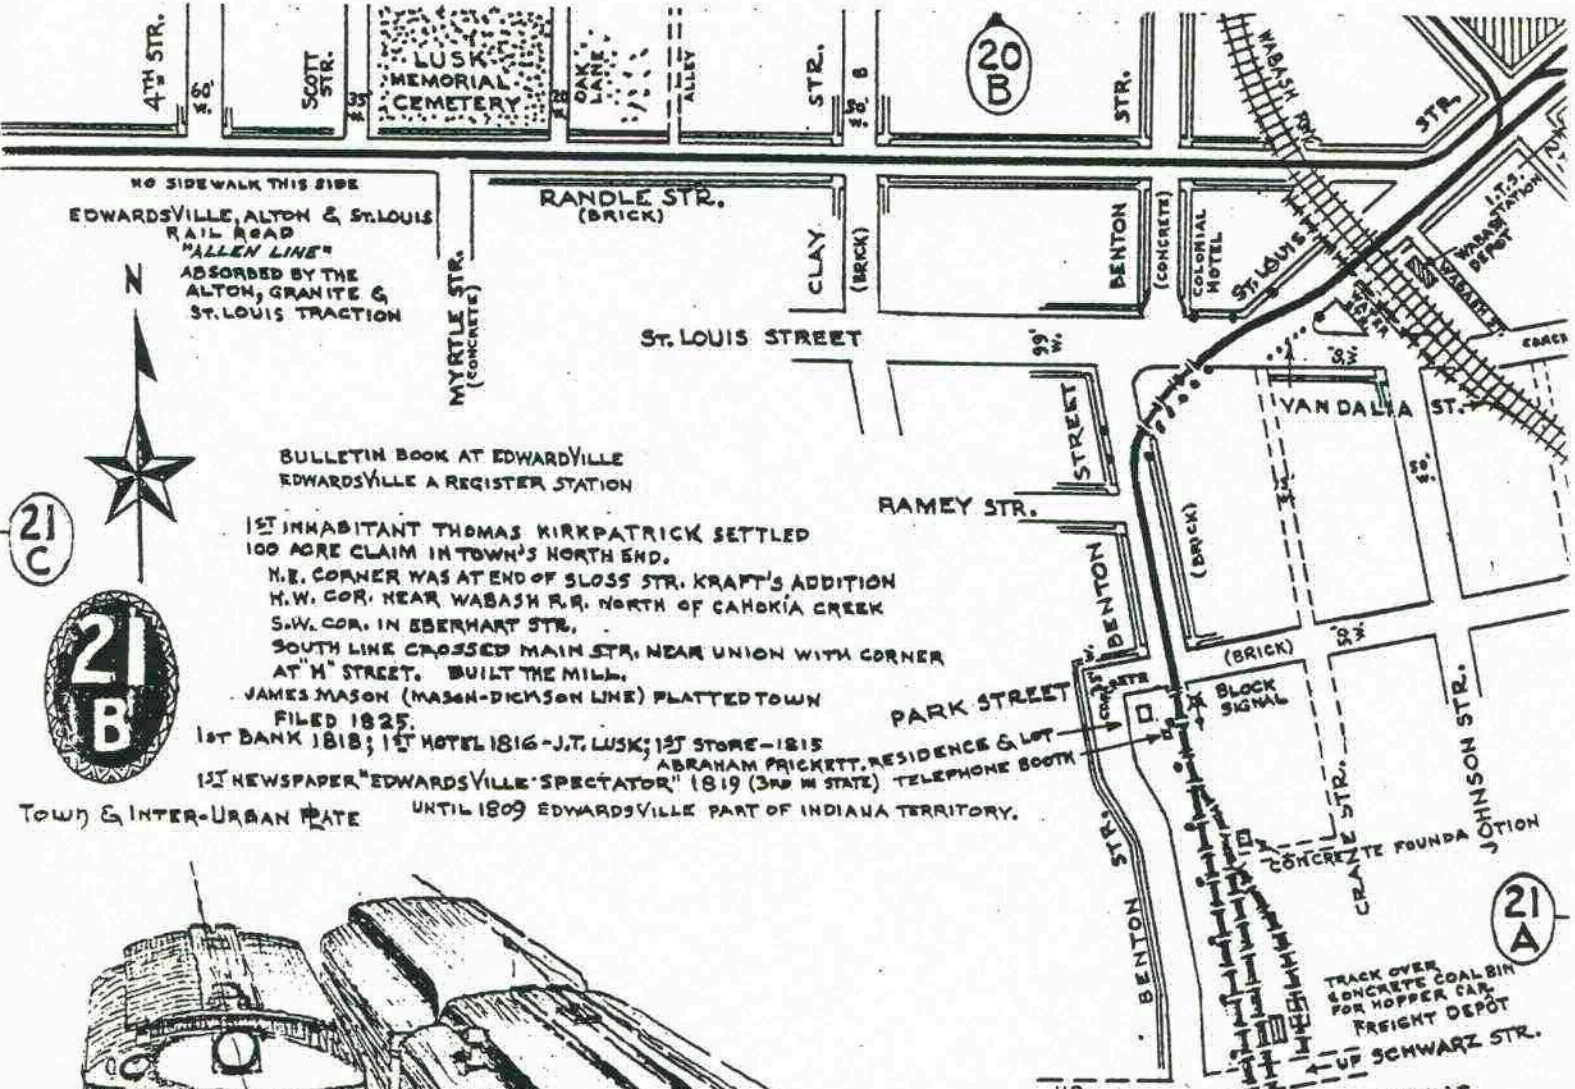 4TH STR.
60' W.
SCOTT STR.
35' W.
LUSK
MEMORIAL
CEMETERY
20'
OAK LANE
ALLEY
STR.
50' W.
B
20
B
STR.
WABASH R.R.
STR.
NO SIDEWALK THIS SIDE
EDWARDSVILLE, ALTON & ST. LOUIS
RAIL ROAD
"ALLEN LINE"
ABSORBED BY THE
ALTON, GRANITE &
ST. LOUIS TRACTION
N
RANDLE STR.
(BRICK)
MYRTLE STR.
(CONCRETE)
CLAY
(BRICK)
BENTON
(CONCRETE)
COLONIAL
HOTEL
ST. LOUIS
I.T.S.
WABASH STATION
DEPOT
WABASH ST.
WATER
ST. LOUIS STREET
99' W.
50' W.
VANDALIA ST.
STREET
50' W.
BULLETIN BOOK AT EDWARDVILLE
EDWARDSVILLE A REGISTER STATION
RAMEY STR.
21
C
1ST INHABITANT THOMAS KIRKPATRICK SETTLED
100 ACRE CLAIM IN TOWN'S NORTH END.
N.E. CORNER WAS AT END OF SLOSS STR. KRAFT'S ADDITION
N.W. COR. NEAR WABASH R.R. NORTH OF CAHOKIA CREEK
S.W. COR. IN EBERHART STR.
SOUTH LINE CROSSED MAIN STR. NEAR UNION WITH CORNER
AT "M" STREET. BUILT THE MILL.
JAMES MASON (MASON-DICKSON LINE) PLATTED TOWN
FILED 1825.
1ST BANK 1818; 1ST HOTEL 1816 - J.T. LUSK; 1ST STORE - 1815
ABRAHAM PRICKETT. RESIDENCE & LOT
1ST NEWSPAPER "EDWARDSVILLE SPECTATOR" 1819 (3RD IN STATE) TELEPHONE BOOTH
UNTIL 1809 EDWARDSVILLE PART OF INDIANA TERRITORY.
21
B
TOWN & INTER-URBAN PLATE
BENTON
(BRICK)
(BRICK)
PARK STREET
CONCRETE
BLOCK
SIGNAL
JOHNSON STR.
CRANE STR.
STR.
CONCRETE FOUNDATION
21
A
BENTON
TRACK OVER
CONCRETE COAL BIN
FOR HOPPER CAR
FREIGHT DEPOT
UP SCHWARZ STR.